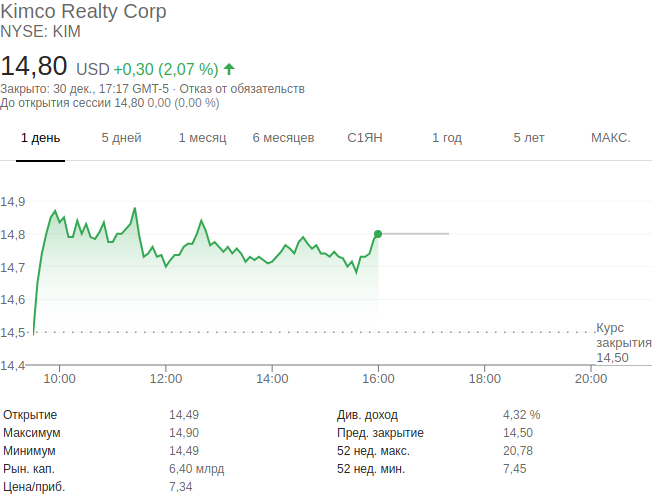 Kimco Realty Corp
NYSE: KIM
14,80 USD +0,30 (2,07 %)
Закрыто: 30 дек., 17:17 GMT-5 · Отказ от обязательств
До открытия сессии 14,80 0,00 (0,00 %)
1 день 5 дней 1 месяц 6 месяцев С1ЯН 1 год 5 лет МАКС.
14,9
14,8
14,7
14,6
14,5
Курс
закрытия
14,50
14,4
10:00 12:00 14:00 16:00 18:00 20:00
Открытие 14,49 Див. доход 4,32 %
Максимум 14,90 Пред. закрытие 14,50
Минимум 14,49 52 нед. макс. 20,78
Рын. кап. 6,40 млрд 52 нед. мин. 7,45
Цена/приб. 7,34